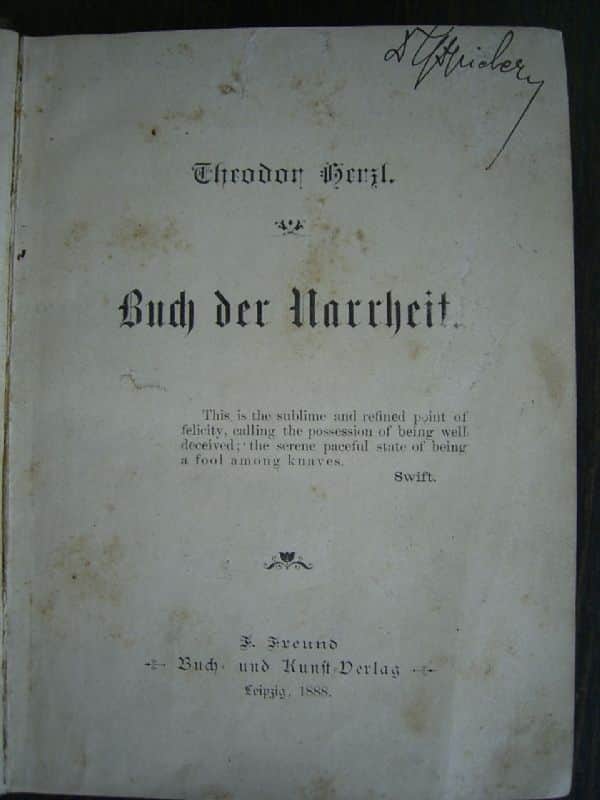 Theodor Herzl.
Buch der Narrheit.
This is the sublime and refined point of
felicity, calling the possession of being well
deceived; the serene paceful state of being
a fool among knaves.
Swift.
F. Freund
Buch- und Kunst-Verlag
Leipzig, 1888.